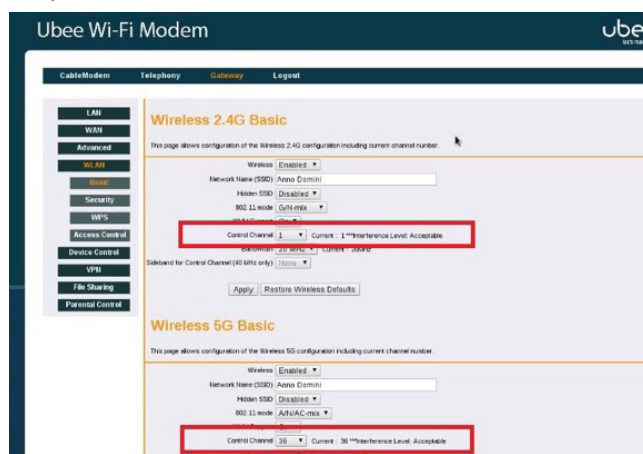 Ubee Wi-Fi Modem
ubee
CableModem Telephony Gateway Logout
LAN
WAN
Advanced
WLAN
Basic
Security
WPS
Access Control
Device Control
VPN
File Sharing
Parental Control
Wireless 2.4G Basic
This page allows configuration of the Wireless 2.4G configuration including current channel number.
Wireless Enabled
Network Name (SSID) Anno Domini
Hidden SSID Disabled
802.11 mode G/N-mix
Control Channel 1 Current : 1 ***Interference Level: Acceptable
Bandwidth 20 MHz Current : 20MHz
Sideband for Control Channel (40 MHz only) None
Apply Restore Wireless Defaults
Wireless 5G Basic
This page allows configuration of the Wireless 5G configuration including current channel number.
Wireless Enabled
Network Name (SSID) Anno Domini
Hidden SSID Disabled
802.11 mode A/N/AC-mix
Control Channel 36 Current : 36 ***Interference Level: Acceptable